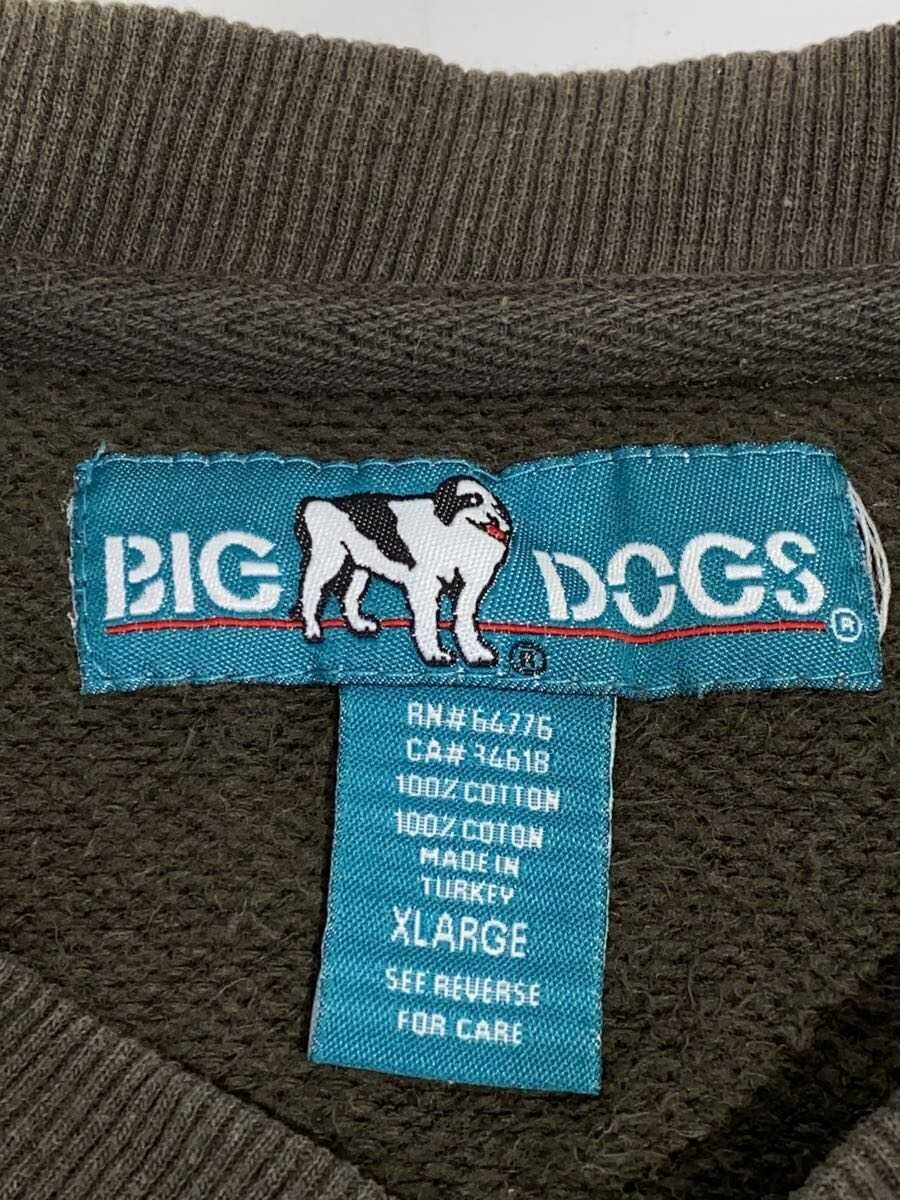 BIG DOGS ®
®
RN# 64776
CA# 34618
100% COTTON
100% COTON
MADE IN
TURKEY
XLARGE
SEE REVERSE
FOR CARE